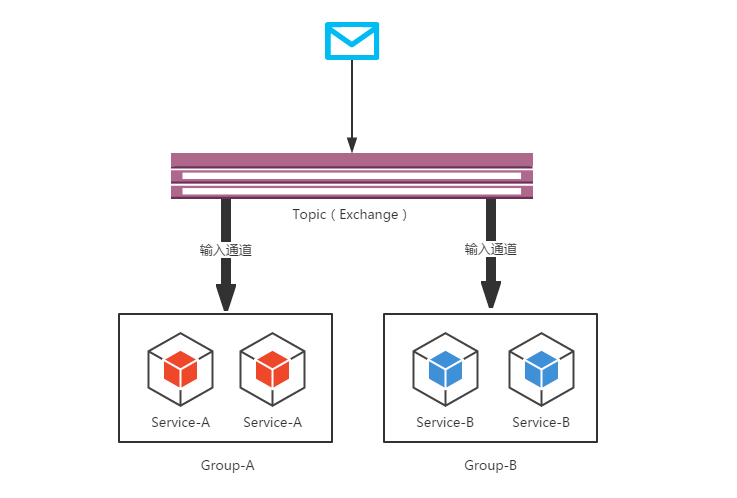 Topic ( Exchange )
输入通道
输入通道
Service-A
Service-A
Service-B
Service-B
Group-A
Group-B